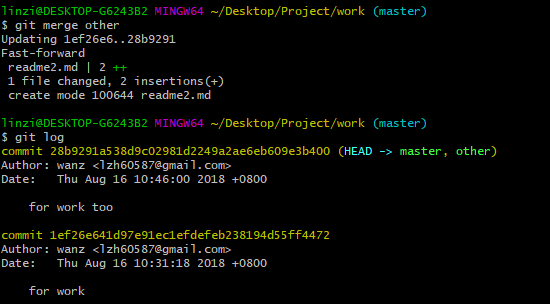 linzi@DESKTOP-G6243B2 MINGW64 ~/Desktop/Project/work (master)
$ git merge other
Updating 1ef26e6..28b9291
Fast-forward
 readme2.md | 2 ++
 1 file changed, 2 insertions(+)
 create mode 100644 readme2.md

linzi@DESKTOP-G6243B2 MINGW64 ~/Desktop/Project/work (master)
$ git log
commit 28b9291a538d9c02981d2249a2ae6eb609e3b400 (HEAD -> master, other)
Author: wanz <lzh60587@gmail.com>
Date:   Thu Aug 16 10:46:00 2018 +0800

    for work too

commit 1ef26e641d97e91ec1efdefeb238194d55ff4472
Author: wanz <lzh60587@gmail.com>
Date:   Thu Aug 16 10:31:18 2018 +0800

    for work